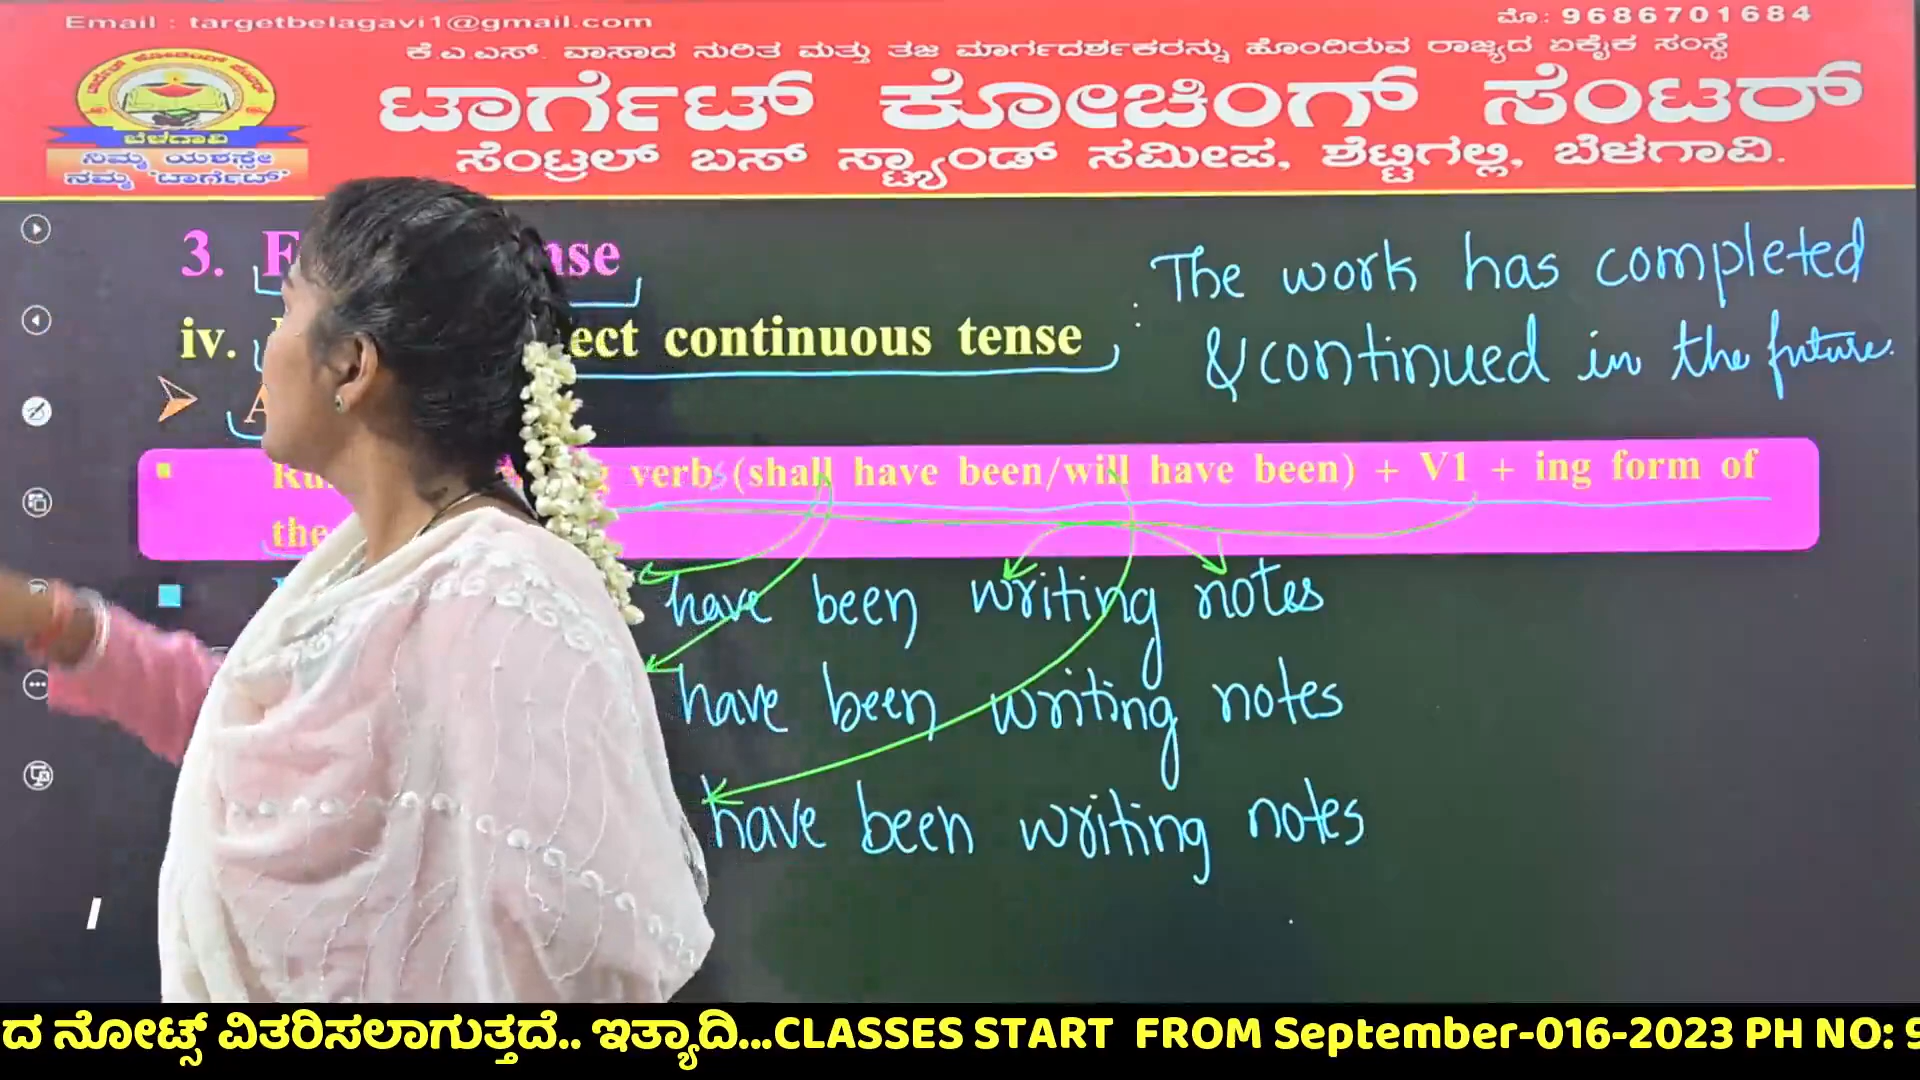 Email : targetbelagavi1@gmail.com
ಮೊ: 9686701684
ಕೆ.ಎ.ಎಸ್. ಪಾಸಾದ ನುರಿತ ಮತ್ತು ತಜ್ಞ ಮಾರ್ಗದರ್ಶಕರನ್ನು ಹೊಂದಿರುವ ರಾಜ್ಯದ ಏಕೈಕ ಸಂಸ್ಥೆ
ಟಾರ್ಗೆಟ್ ಕೋಚಿಂಗ್ ಸೆಂಟರ್
ಸೆಂಟ್ರಲ್ ಬಸ್ ಸ್ಟ್ಯಾಂಡ್ ಸಮೀಪ, ಶೆಟ್ಟಿಗಲ್ಲಿ, ಬೆಳಗಾವಿ.
ಬೆಳಗಾವಿ
ನಿಮ್ಮ ಯಶಸ್ಸೇ
ನಮ್ಮ 'ಟಾರ್ಗೆಟ್'
3.
iv. continuous tense
The work has completed
& continued in the future.
verbs (shall have been/will have been) + V1 + ing form of
the
have been writing notes
have been writing notes
have been writing notes
ದ ನೋಟ್ಸ್ ವಿತರಿಸಲಾಗುತ್ತದೆ.. ಇತ್ಯಾದಿ...CLASSES START FROM September-016-2023 PH NO: 9